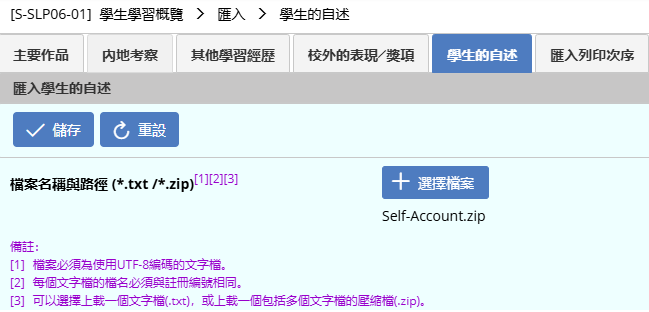 [S-SLP06-01] 學生學習概覽 > 匯入 > 學生的自述
主要作品 內地考察 其他學習經歷 校外的表現/獎項 學生的自述 匯入列印次序
匯入學生的自述
儲存 重設
檔案名稱與路徑 (*.txt /*.zip)[1][2][3] 選擇檔案
Self-Account.zip
備註:
[1] 檔案必須為使用UTF-8編碼的文字檔。
[2] 每個文字檔的檔名必須與註冊編號相同。
[3] 可以選擇上載一個文字檔(.txt)，或上載一個包括多個文字檔的壓縮檔(.zip)。